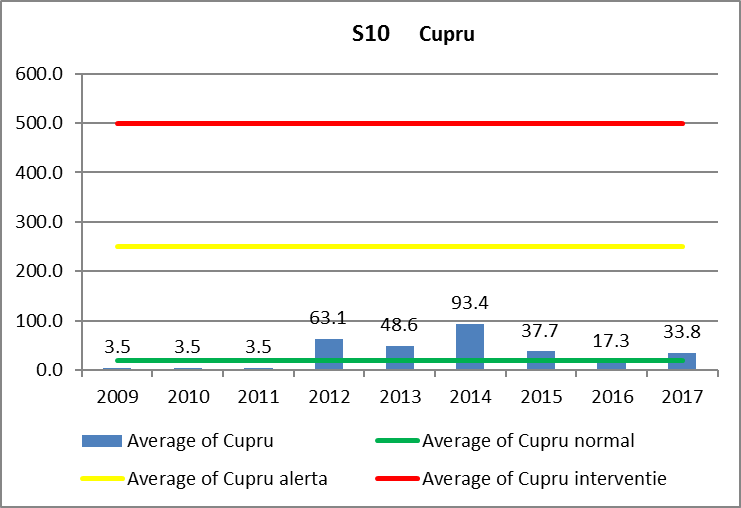 S10 Cupru
600.0
500.0
400.0
300.0
200.0
100.0
0.0
3.5 3.5 3.5 63.1 48.6 93.4 37.7 17.3 33.8
2009 2010 2011 2012 2013 2014 2015 2016 2017
Average of Cupru Average of Cupru normal
Average of Cupru alerta Average of Cupru interventie